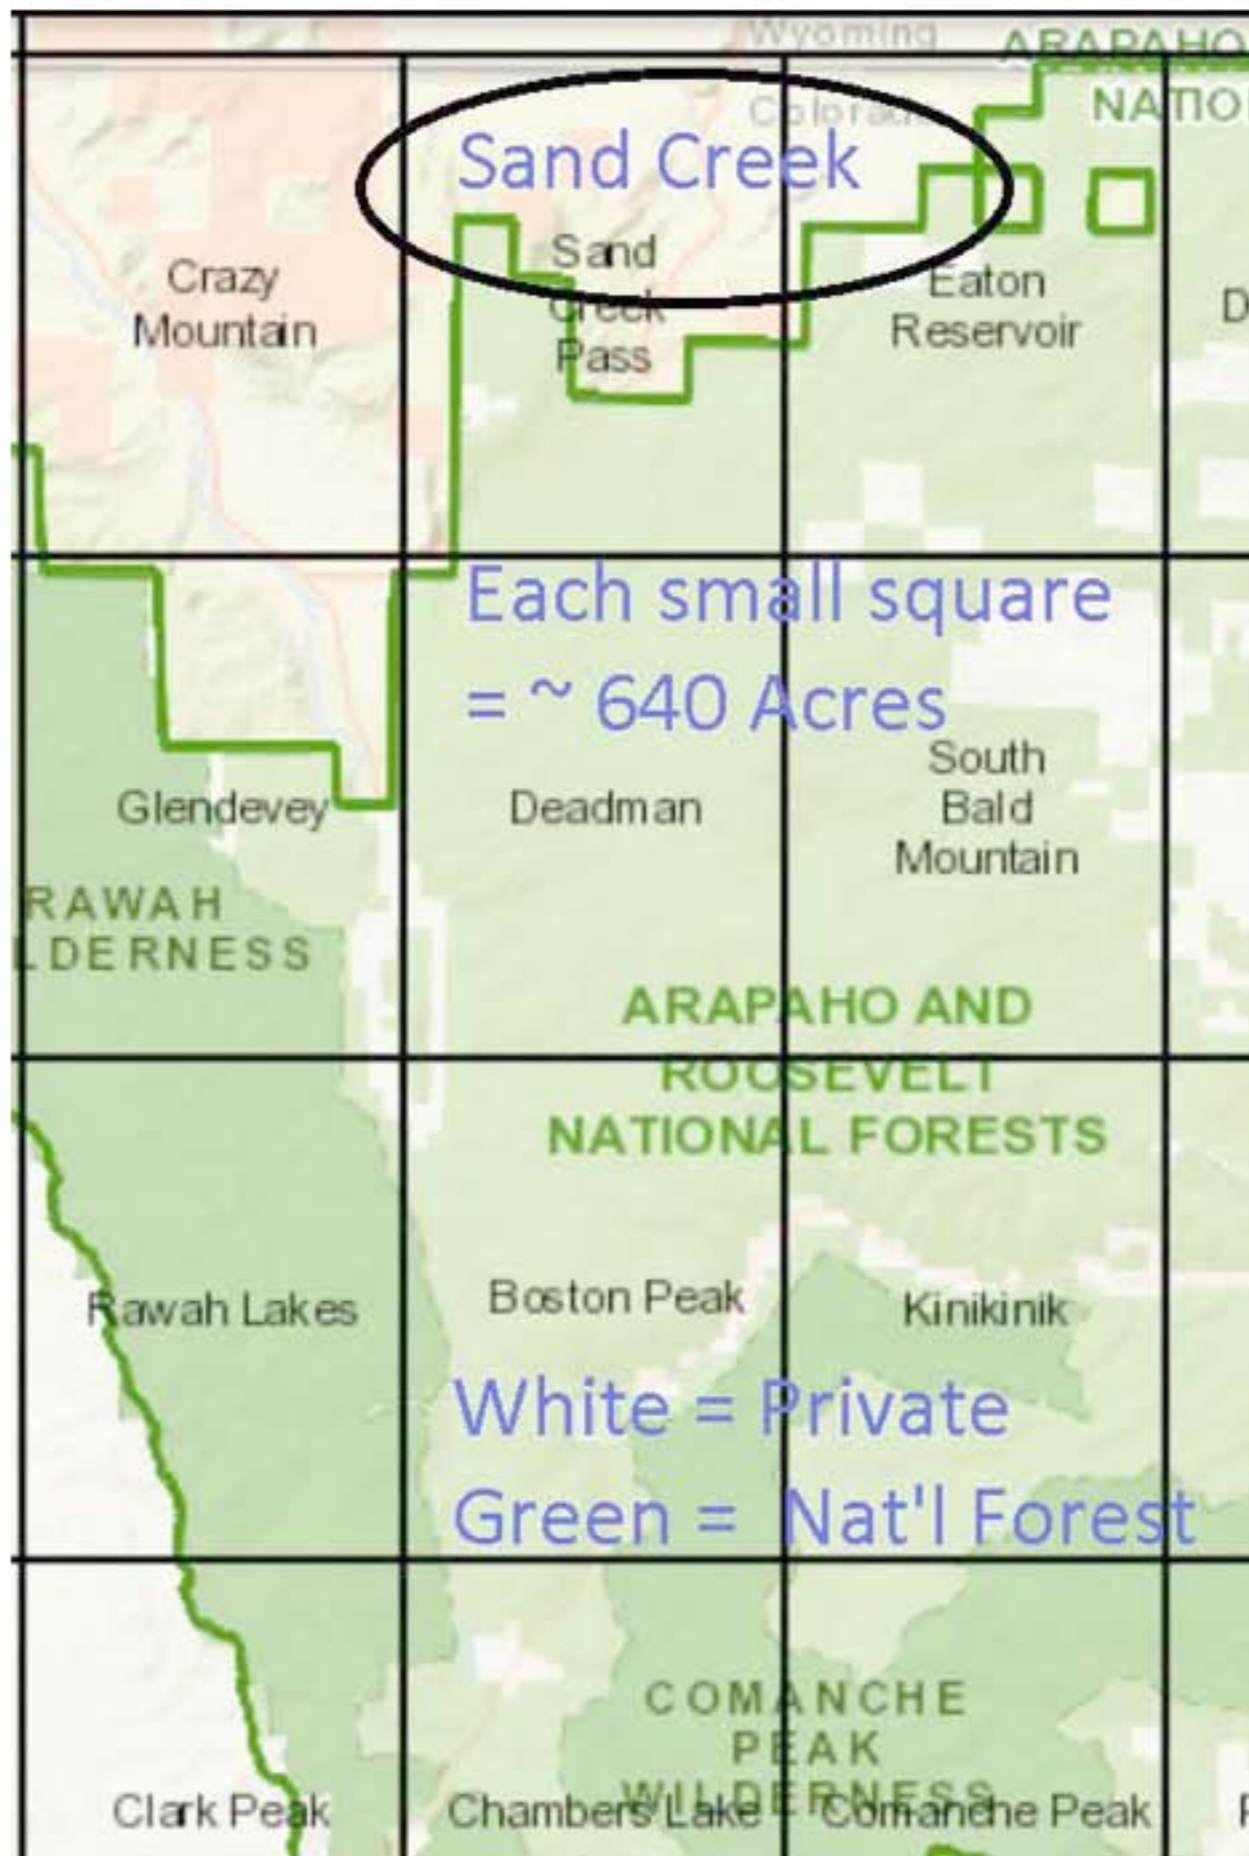 Wyoming
ARAPAHO
Colorado
NATIO
Sand Creek
Sand
Creek
Pass
Crazy
Mountain
Eaton
Reservoir
D
Each small square
= ~ 640 Acres
South
Bald
Mountain
Glendevey
Deadman
RAWAH
LDERNESS
ARAPAHO AND
ROOSEVELT
NATIONAL FORESTS
Rawah Lakes
Boston Peak
Kinikinik
White = Private
Green = Nat'l Forest
COMANCHE
PEAK
WILDERNESS
Clark Peak
Chambers Lake
Comanche Peak